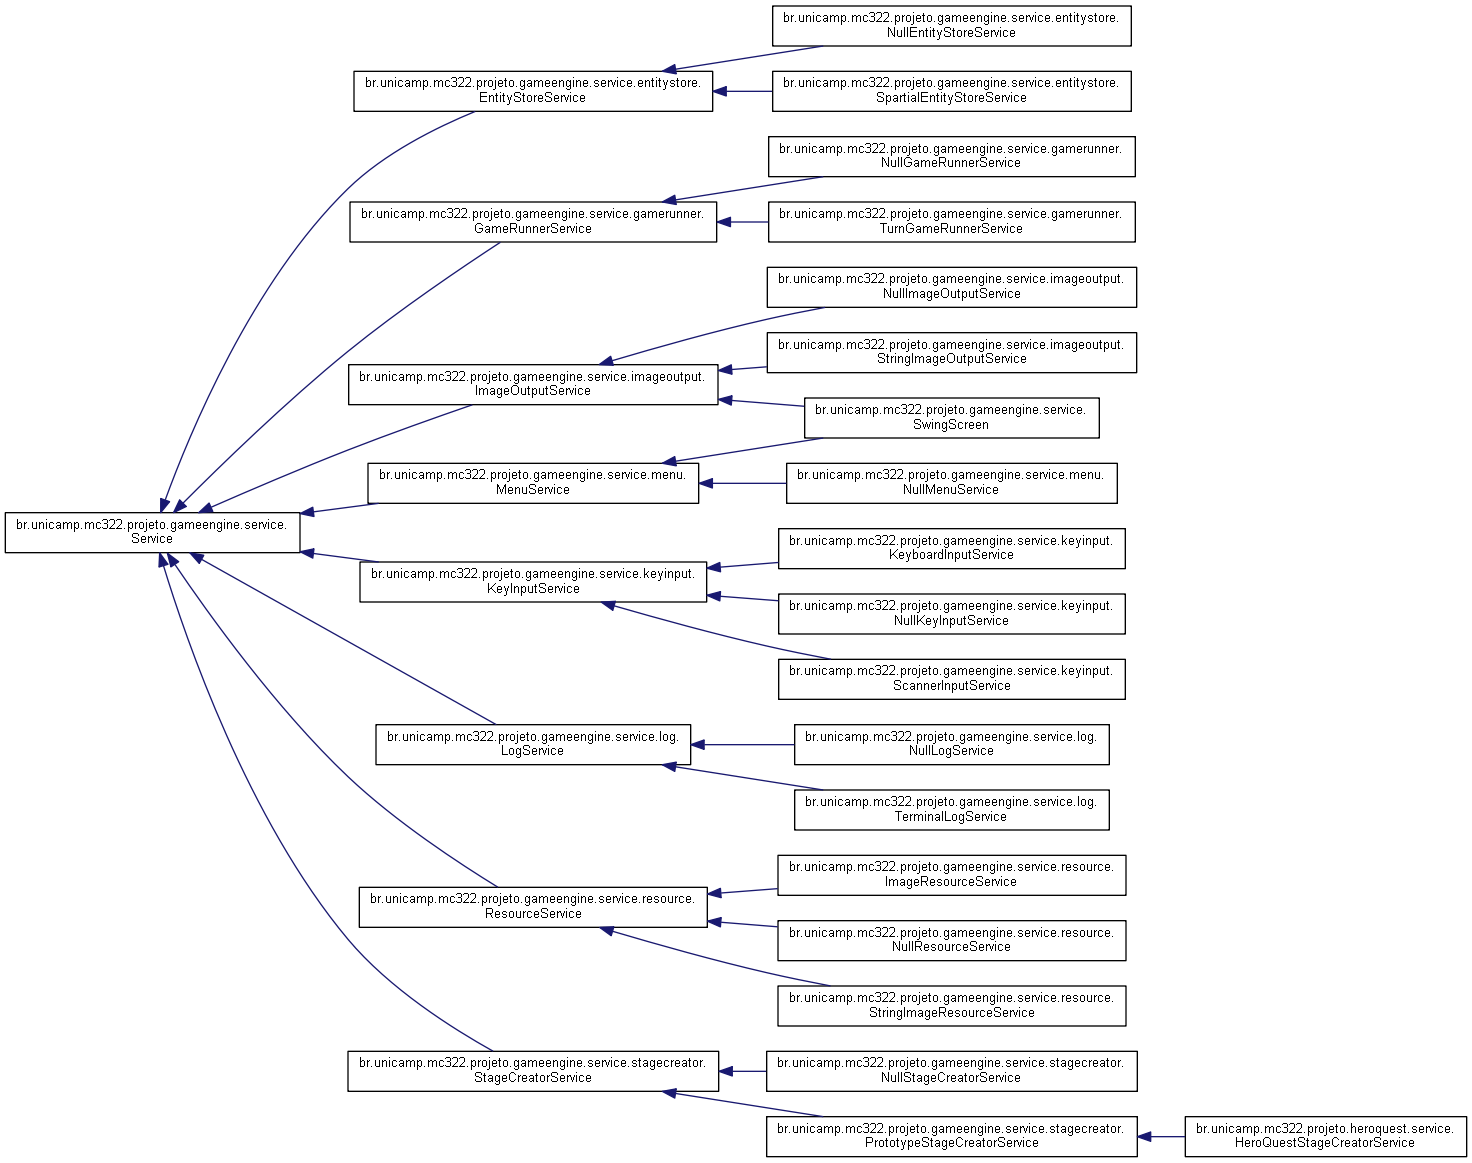 br.unicamp.mc322.projeto.gameengine.service.entitystore.
NullEntityStoreService
br.unicamp.mc322.projeto.gameengine.service.entitystore.
EntityStoreService
br.unicamp.mc322.projeto.gameengine.service.entitystore.
SpartialEntityStoreService
br.unicamp.mc322.projeto.gameengine.service.gamerunner.
NullGameRunnerService
br.unicamp.mc322.projeto.gameengine.service.gamerunner.
GameRunnerService
br.unicamp.mc322.projeto.gameengine.service.gamerunner.
TurnGameRunnerService
br.unicamp.mc322.projeto.gameengine.service.imageoutput.
NullImageOutputService
br.unicamp.mc322.projeto.gameengine.service.imageoutput.
StringImageOutputService
br.unicamp.mc322.projeto.gameengine.service.imageoutput.
ImageOutputService
br.unicamp.mc322.projeto.gameengine.service.
SwingScreen
br.unicamp.mc322.projeto.gameengine.service.menu.
MenuService
br.unicamp.mc322.projeto.gameengine.service.menu.
NullMenuService
br.unicamp.mc322.projeto.gameengine.service.
Service
br.unicamp.mc322.projeto.gameengine.service.keyinput.
KeyboardInputService
br.unicamp.mc322.projeto.gameengine.service.keyinput.
KeyInputService
br.unicamp.mc322.projeto.gameengine.service.keyinput.
NullKeyInputService
br.unicamp.mc322.projeto.gameengine.service.keyinput.
ScannerInputService
br.unicamp.mc322.projeto.gameengine.service.log.
LogService
br.unicamp.mc322.projeto.gameengine.service.log.
NullLogService
br.unicamp.mc322.projeto.gameengine.service.log.
TerminalLogService
br.unicamp.mc322.projeto.gameengine.service.resource.
ImageResourceService
br.unicamp.mc322.projeto.gameengine.service.resource.
ResourceService
br.unicamp.mc322.projeto.gameengine.service.resource.
NullResourceService
br.unicamp.mc322.projeto.gameengine.service.resource.
StringImageResourceService
br.unicamp.mc322.projeto.gameengine.service.stagecreator.
StageCreatorService
br.unicamp.mc322.projeto.gameengine.service.stagecreator.
NullStageCreatorService
br.unicamp.mc322.projeto.gameengine.service.stagecreator.
PrototypeStageCreatorService
br.unicamp.mc322.projeto.heroquest.service.
HeroQuestStageCreatorService